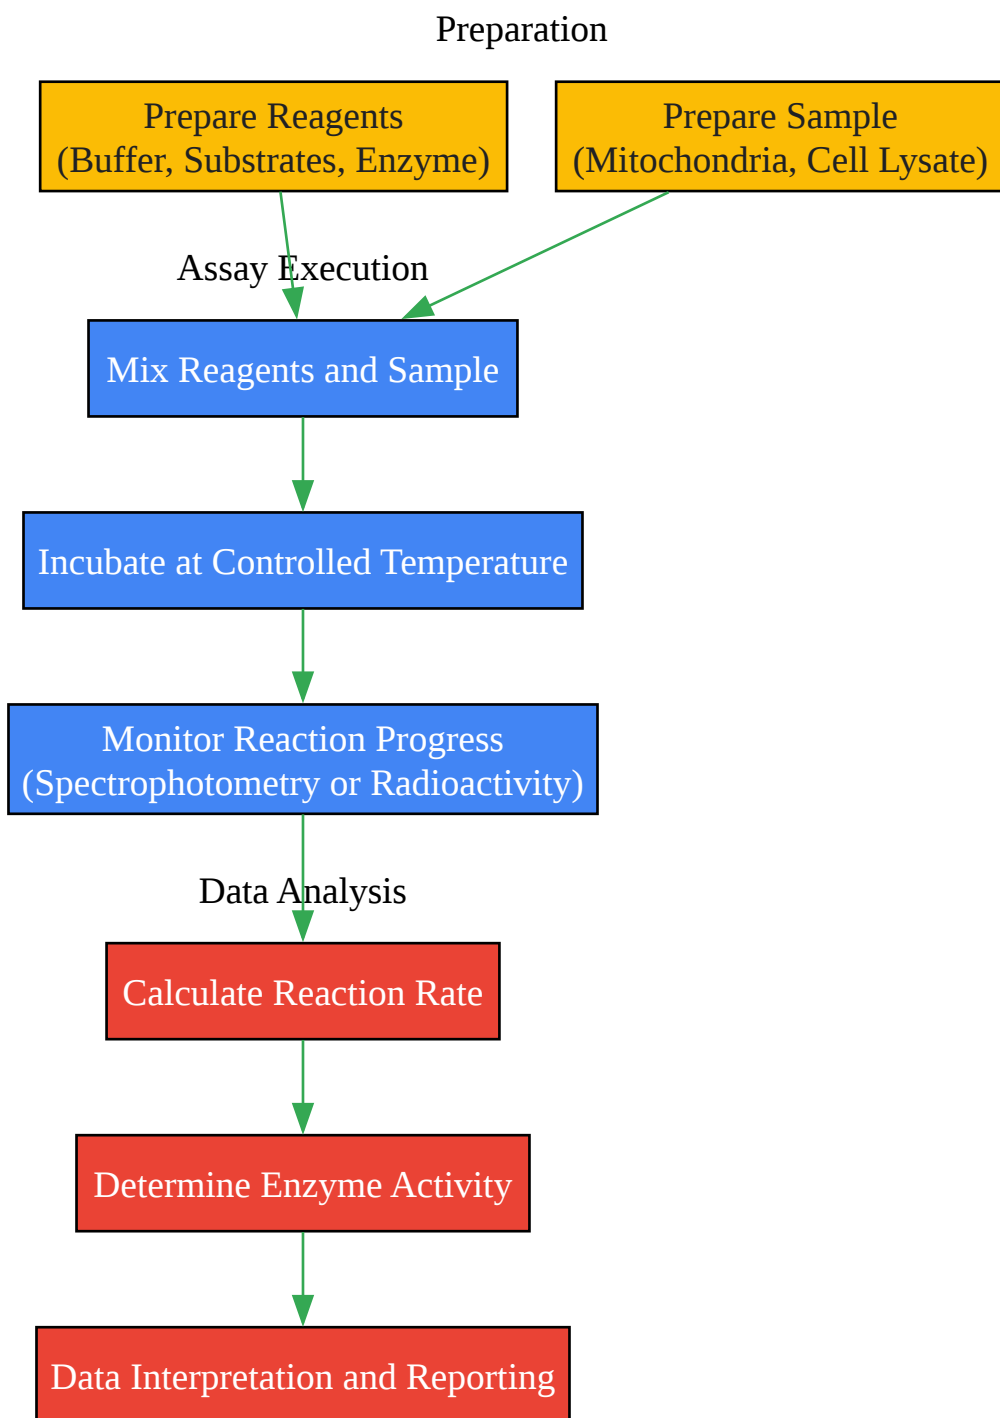 Preparation
Prepare Reagents
(Buffer, Substrates, Enzyme)
Prepare Sample
(Mitochondria, Cell Lysate)
Assay Execution
Mix Reagents and Sample
Incubate at Controlled Temperature
Monitor Reaction Progress
(Spectrophotometry or Radioactivity)
Data Analysis
Calculate Reaction Rate
Determine Enzyme Activity
Data Interpretation and Reporting